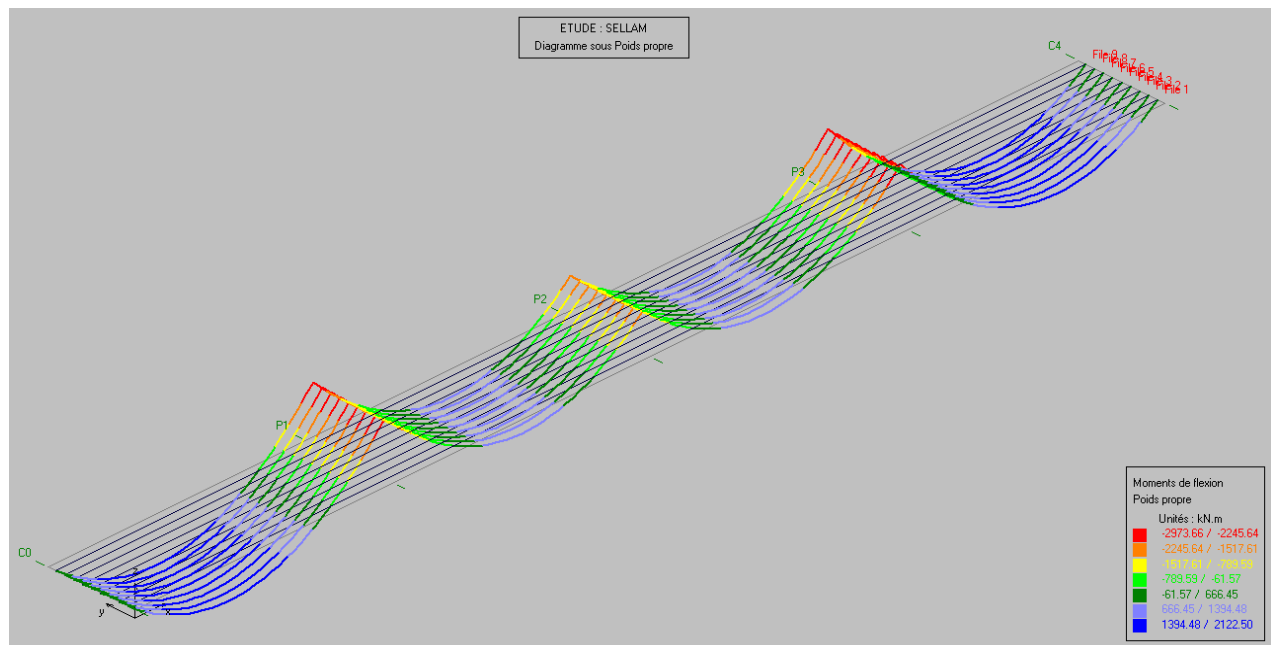 ETUDE : SELLAM
Diagramme sous Poids propre
C4
File 1
P3
P2
P1
C0
z
y
x
Moments de flexion
Poids propre
Unités : kN.m
-2973.66 / -2245.64
-2245.64 / -1517.61
-1517.61 / -789.59
-789.59 / -61.57
-61.57 / 666.45
666.45 / 1394.48
1394.48 / 2122.50